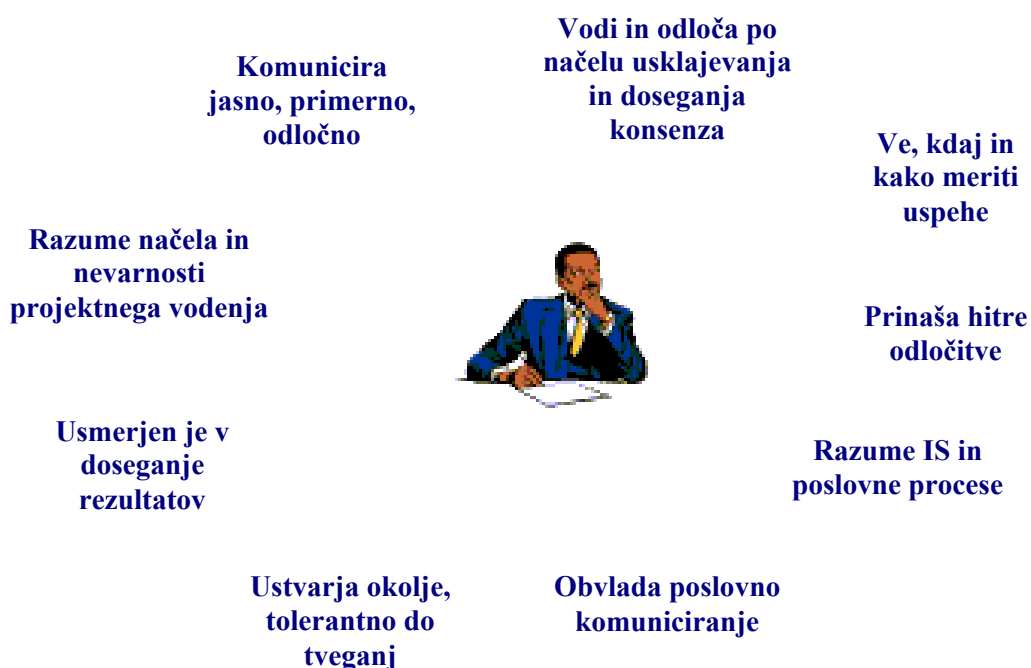 Vodi in odloča po
načelu usklajevanja
in doseganja
konsenza
Komunicira
jasno, primerno,
odločno
Ve, kdaj in
kako meriti
uspehe
Razume načela in
nevarnosti
projektnega vodenja
Prinaša hitre
odločitve
Usmerjen je v
doseganje
rezultatov
Razume IS in
poslovne procese
Ustvarja okolje,
tolerantno do
tveganj
Obvlada poslovno
komuniciranje